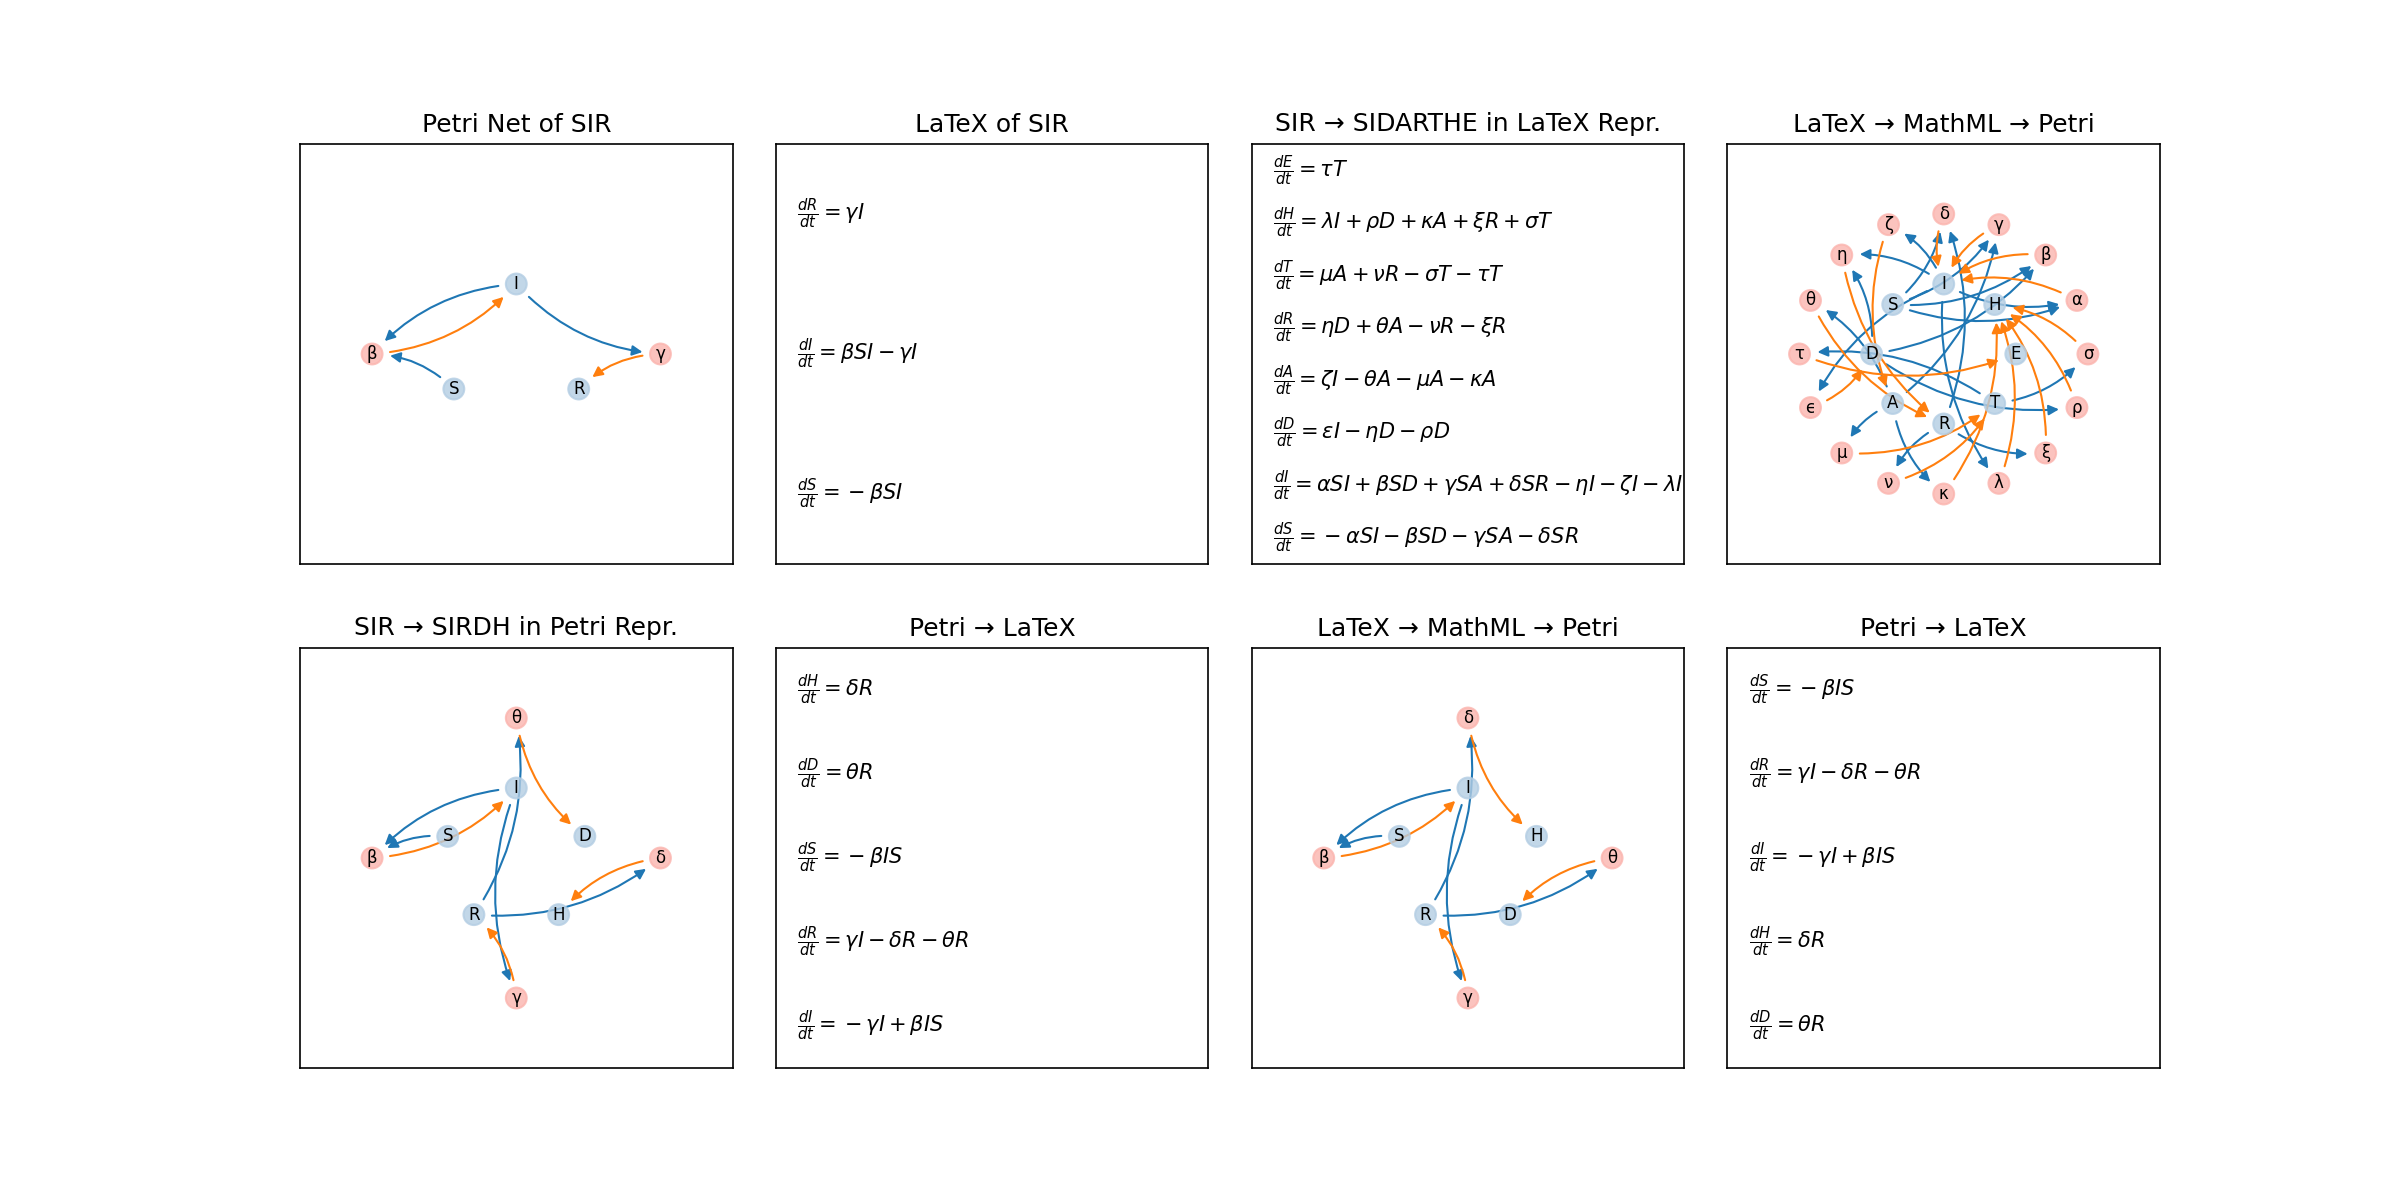 Petri Net of SIR
I
β
γ
S
R
LaTeX of SIR
dR/dt = γI
dI/dt = βSI − γI
dS/dt = −βSI
SIR → SIDARTHE in LaTeX Repr.
dE/dt = τT
dH/dt = λI + ρD + κA + ξR + σT
dT/dt = μA + νR − σT − τT
dR/dt = ηD + θA − νR − ξR
dA/dt = ζI − θA − μA − κA
dD/dt = εI − ηD − ρD
dI/dt = αSI + βSD + γSA + δSR − ηI − ζI − λI
dS/dt = −αSI − βSD − γSA − δSR
LaTeX → MathML → Petri
δ
ζ
γ
η
β
I
θ
S
H
α
τ
D
E
σ
ϵ
A
T
ρ
R
μ
ξ
ν
λ
κ
SIR → SIRDH in Petri Repr.
θ
I
S
D
β
δ
R
H
γ
Petri → LaTeX
dH/dt = δR
dD/dt = θR
dS/dt = −βIS
dR/dt = γI − δR − θR
dI/dt = −γI + βIS
LaTeX → MathML → Petri
δ
I
S
H
β
θ
R
D
γ
Petri → LaTeX
dS/dt = −βIS
dR/dt = γI − δR − θR
dI/dt = −γI + βIS
dH/dt = δR
dD/dt = θR